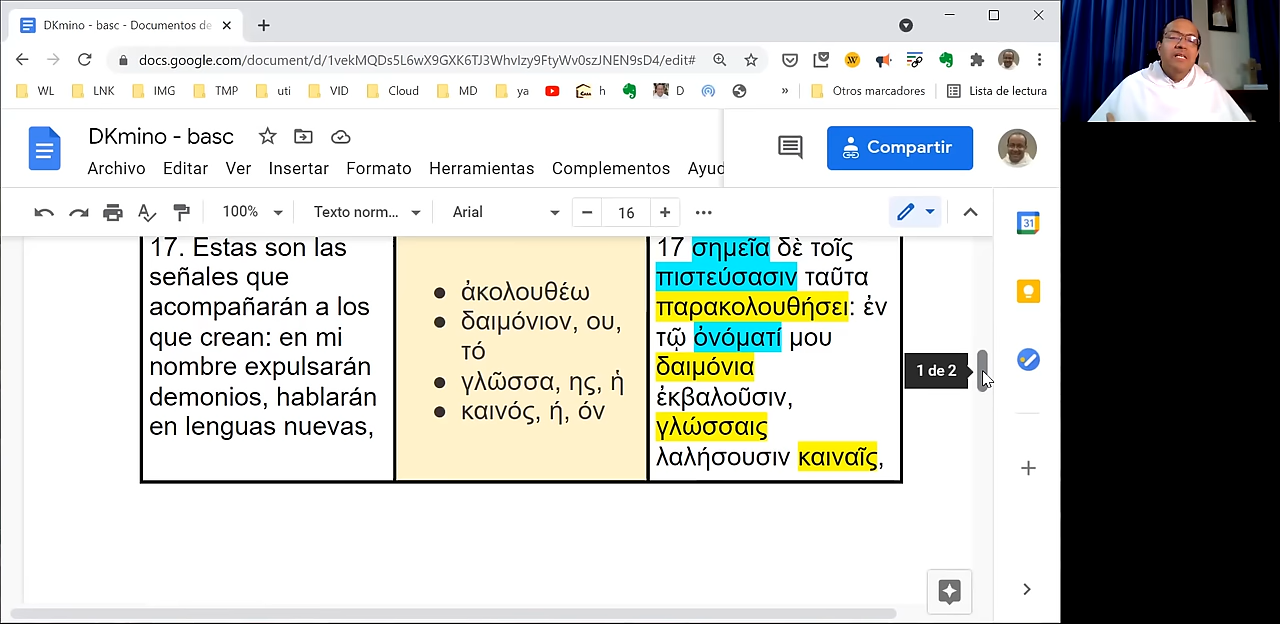 DKmino - basc - Documentos de
docs.google.com/document/d/1vekMQDs5L6wX9GXK6TJ3WhvIzy9FtyWv0szJNEN9sD4/edit#
WL LNK IMG TMP uti VID Cloud MD ya h D » Otros marcadores Lista de lectura
DKmino - basc
Compartir
Archivo Editar Ver Insertar Formato Herramientas Complementos Ayud
100% Texto norm... Arial 16
31
17. Estas son las
señales que
acompañarán a los
que crean: en mi
nombre expulsarán
demonios, hablarán
en lenguas nuevas,
ἀκολουθέω
δαιμόνιον, ου,
τό
γλῶσσα, ης, ἡ
καινός, ή, όν
17 σημεῖα δὲ τοῖς
πιστεύσασιν ταῦτα
παρακολουθήσει: ἐν
τῷ ὀνόματί μου
δαιμόνια
ἐκβαλοῦσιν,
γλώσσαις
λαλήσουσιν καιναῖς,
1 de 2